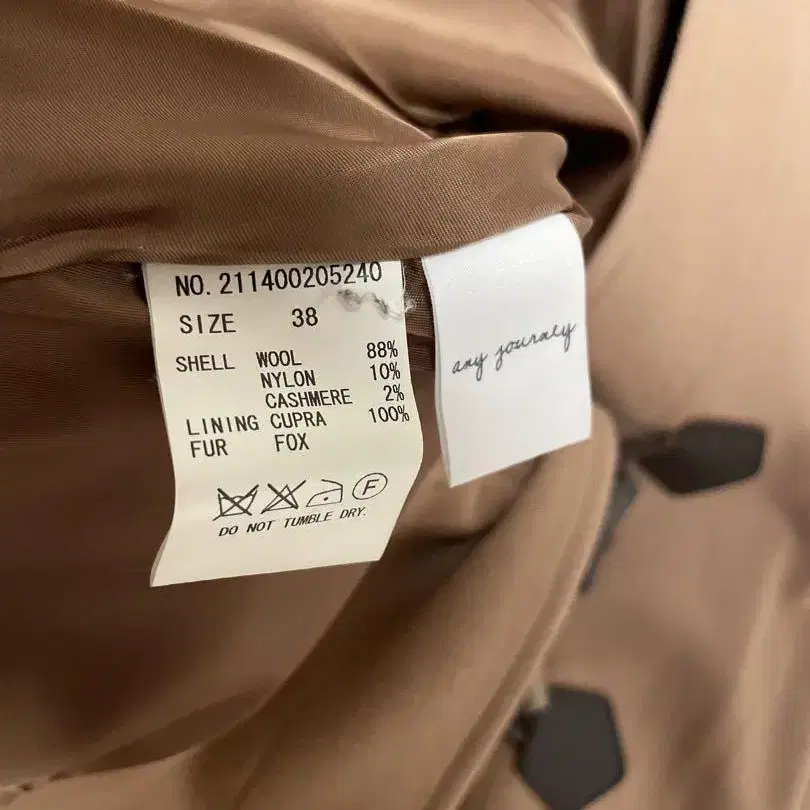 NO. 211400205240
SIZE 38
SHELL WOOL 88%
NYLON 10%
CASHMERE 2%
LINING CUPRA 100%
FUR FOX
F
DO NOT TUMBLE DRY.
any journey